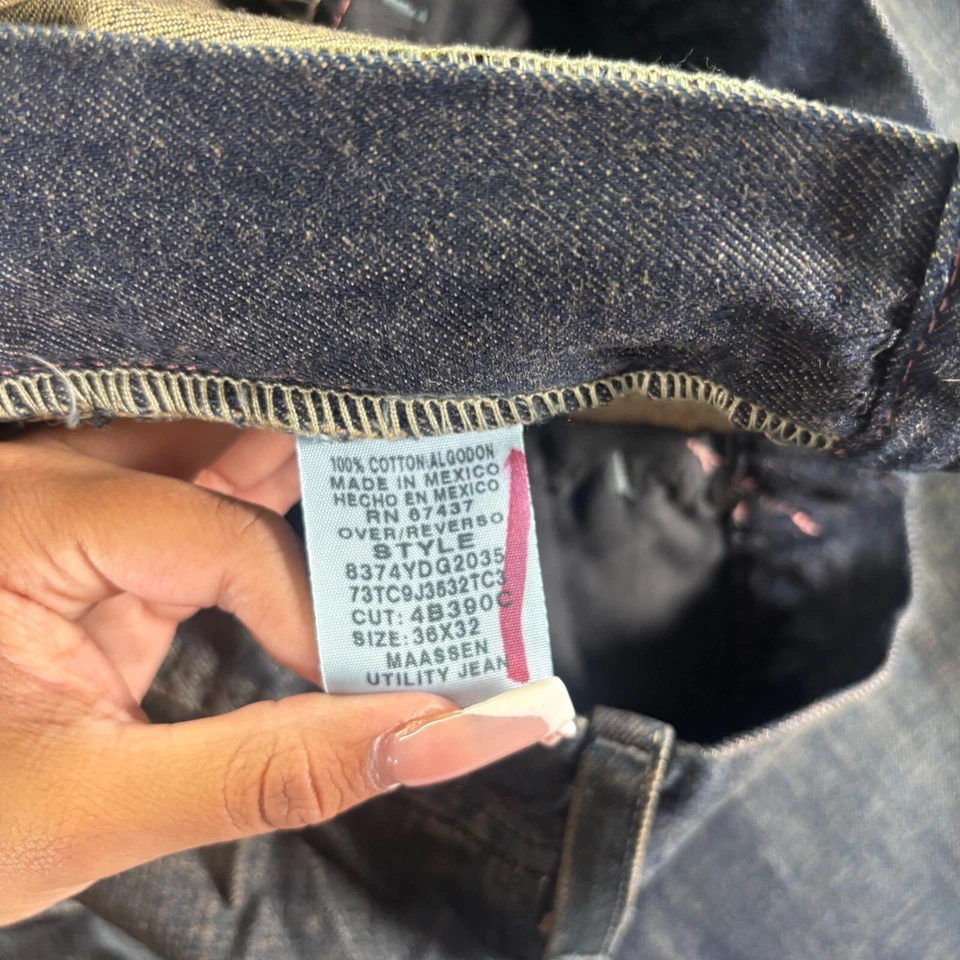 100% COTTON/ALGODON
MADE IN MEXICO
HECHO EN MEXICO
RN 67437
OVER/REVERSO
STYLE
8374YDG2035
73TC9J3532TC3
CUT: 4B390C
SIZE: 36X32
MAASSEN
UTILITY JEAN